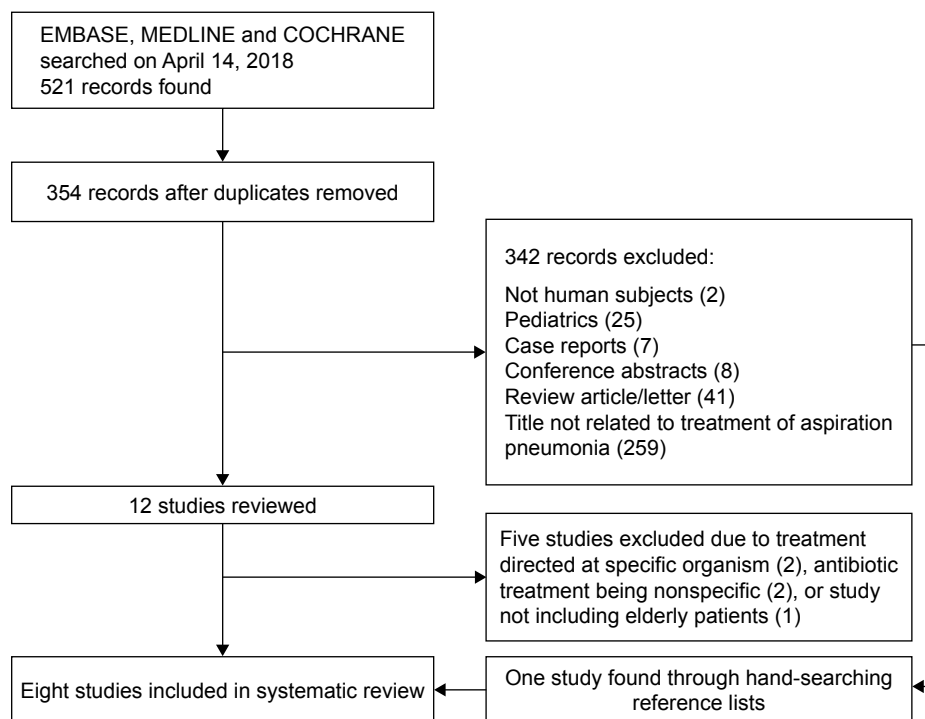 EMBASE, MEDLINE and COCHRANE
searched on April 14, 2018
521 records found
354 records after duplicates removed
342 records excluded:
Not human subjects (2)
Pediatrics (25)
Case reports (7)
Conference abstracts (8)
Review article/letter (41)
Title not related to treatment of aspiration
pneumonia (259)
12 studies reviewed
Five studies excluded due to treatment
directed at specific organism (2), antibiotic
treatment being nonspecific (2), or study
not including elderly patients (1)
Eight studies included in systematic review
One study found through hand-searching
reference lists